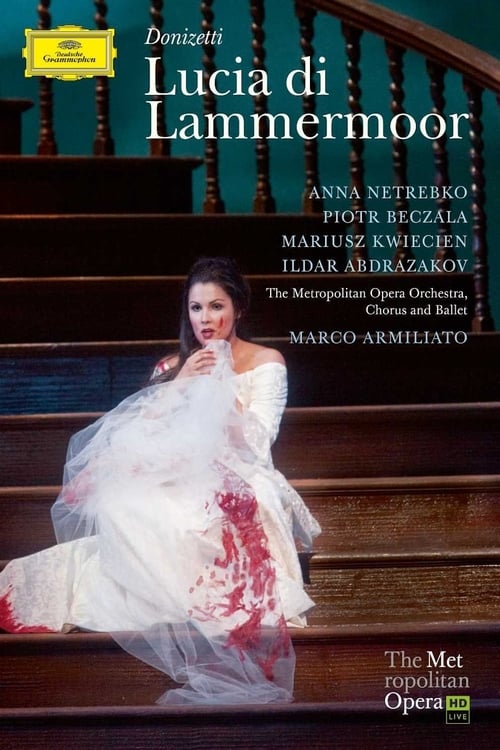 Deutsche
Grammophon
Donizetti
Lucia di
Lammermoor
ANNA NETREBKO
PIOTR BECZALA
MARIUSZ KWIECIEN
ILDAR ABDRAZAKOV
The Metropolitan Opera Orchestra,
Chorus and Ballet
MARCO ARMILIATO
The Met
ropolitan
Opera HD
LIVE